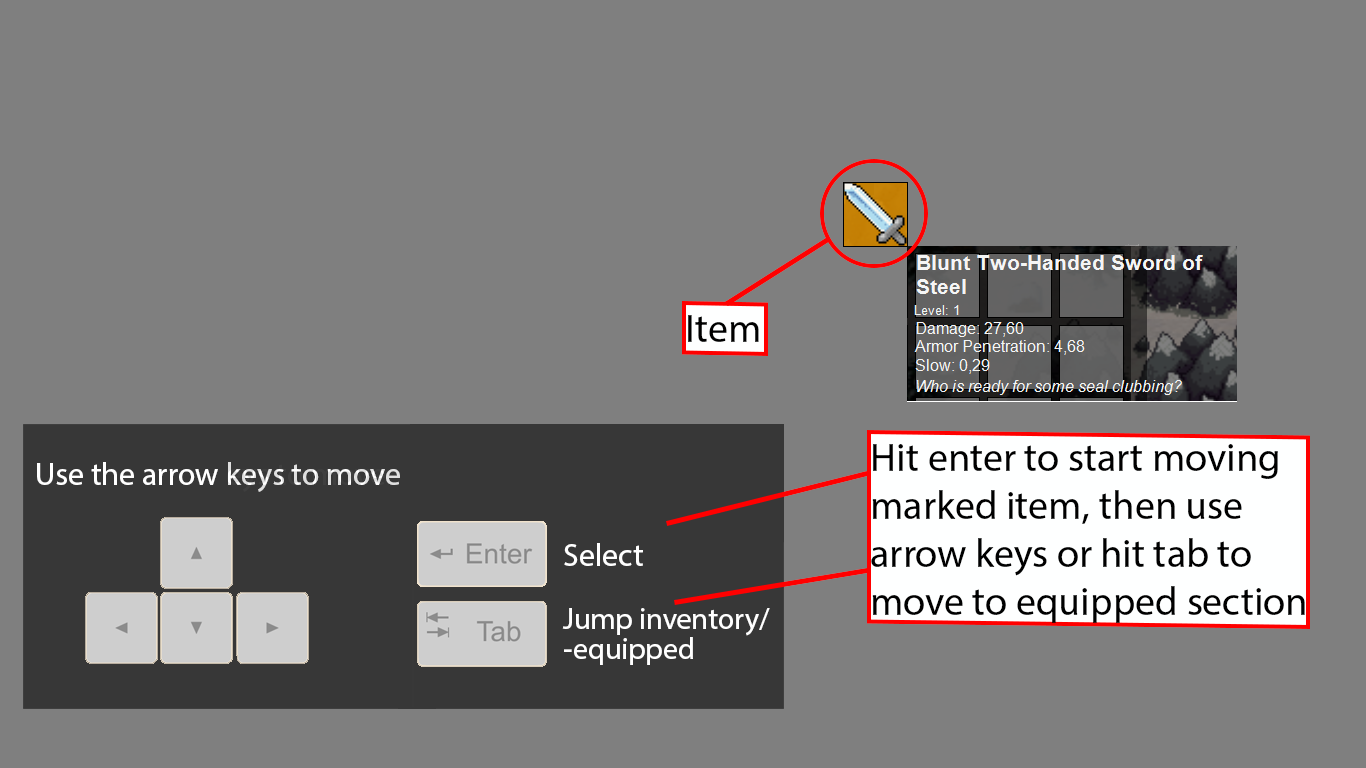 Blunt Two-Handed Sword of
Steel
Level: 1
Damage: 27,60
Armor Penetration: 4,68
Slow: 0,29
Who is ready for some seal clubbing?
Item
Use the arrow keys to move
Enter
Select
Tab
Jump inventory/
-equipped
Hit enter to start moving
marked item, then use
arrow keys or hit tab to
move to equipped section